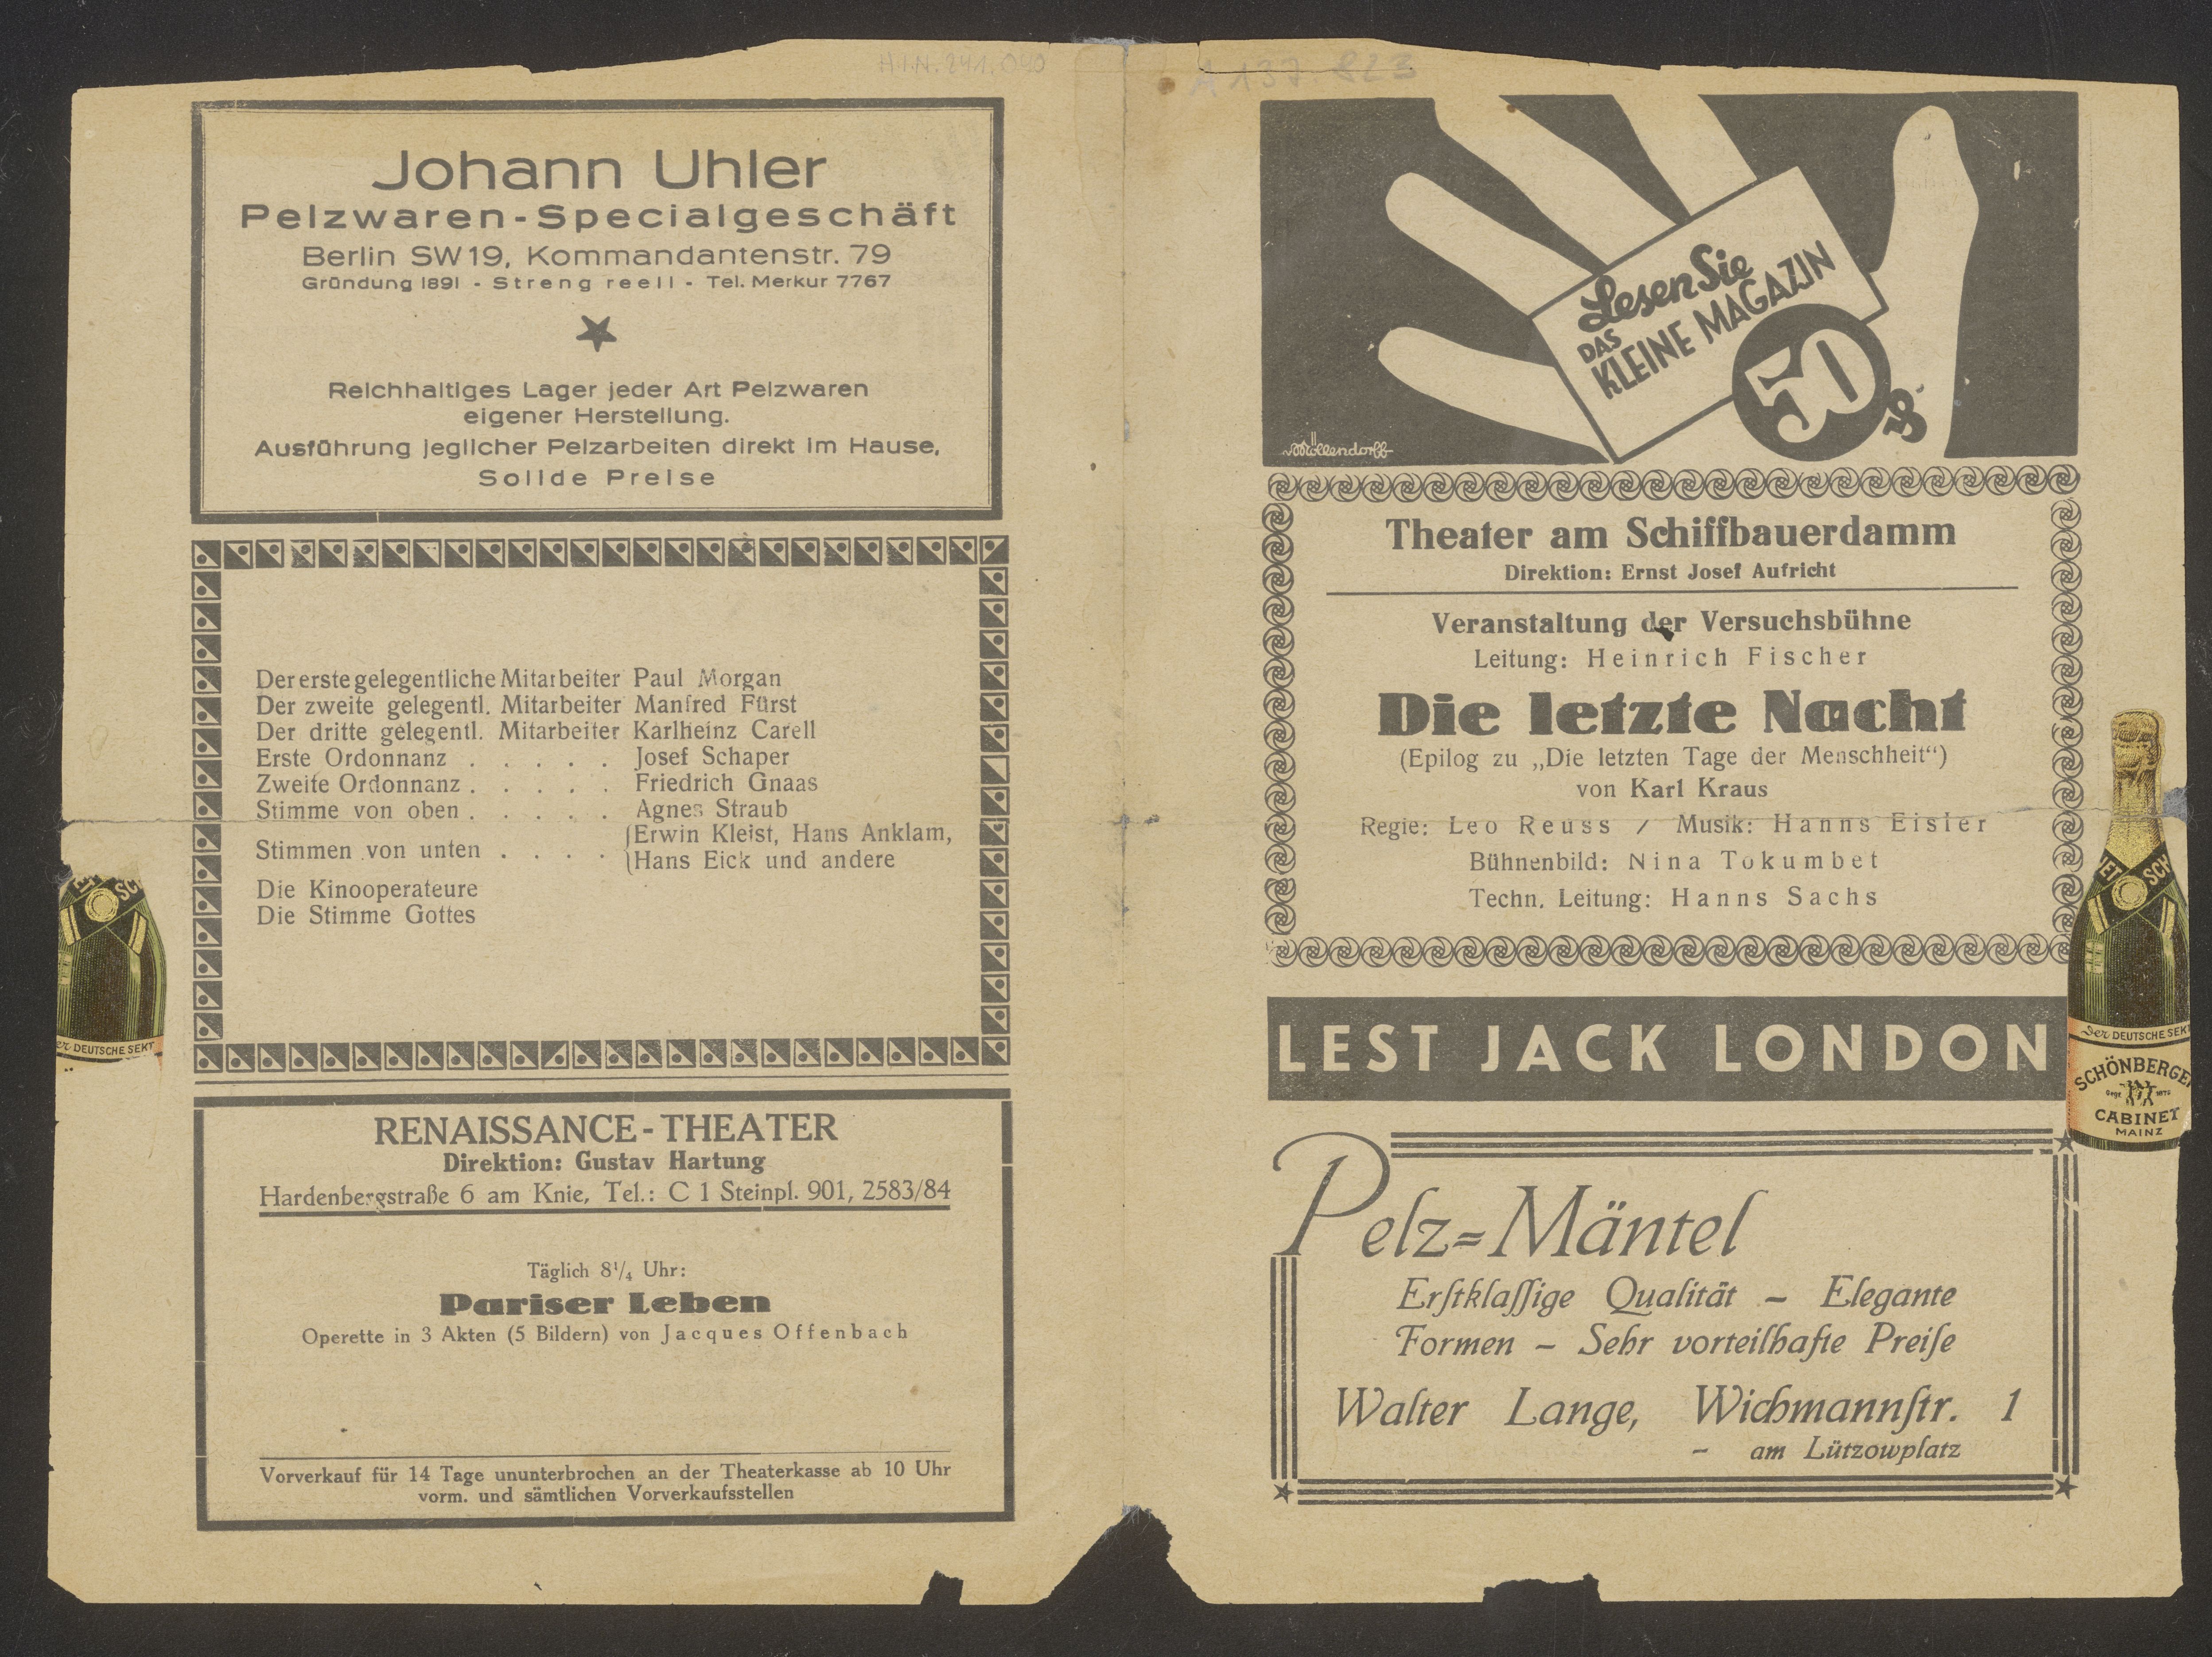 H.I.N. 241.040
Johann Uhler
Pelzwaren-Specialgeschäft
Berlin SW19, Kommandantenstr. 79
Gründung 1891 - Streng reell - Tel. Merkur 7767
Reichhaltiges Lager jeder Art Pelzwaren
eigener Herstellung.
Ausführung jeglicher Pelzarbeiten direkt im Hause,
Solide Preise
Der erste gelegentliche Mitarbeiter Paul Morgan
Der zweite gelegentl. Mitarbeiter Manfred Fürst
Der dritte gelegentl. Mitarbeiter Karlheinz Carell
Erste Ordonnanz . . . . . Josef Schaper
Zweite Ordonnanz . . . . . Friedrich Gnaas
Stimme von oben . . . . . Agnes Straub
Stimmen von unten . . . . {Erwin Kleist, Hans Anklam,
Hans Eick und andere
Die Kinooperateure
Die Stimme Gottes
DEUTSCHE SEKT
RENAISSANCE-THEATER
Direktion: Gustav Hartung
Hardenbergstraße 6 am Knie, Tel.: C 1 Steinpl. 901, 2583/84
Täglich 8¼ Uhr:
Pariser Leben
Operette in 3 Akten (5 Bildern) von Jacques Offenbach
Vorverkauf für 14 Tage ununterbrochen an der Theaterkasse ab 10 Uhr
vorm. und sämtlichen Vorverkaufsstellen
A 137.823
Lesen Sie
DAS
KLEINE MAGAZIN
50
vMöllendorff
Theater am Schiffbauerdamm
Direktion: Ernst Josef Aufricht
Veranstaltung der Versuchsbühne
Leitung: Heinrich Fischer
Die letzte Nacht
(Epilog zu „Die letzten Tage der Menschheit“)
von Karl Kraus
Regie: Leo Reuss / Musik: Hanns Eisler
Bühnenbild: Nina Tokumbet
Techn. Leitung: Hanns Sachs
LEST JACK LONDON
Der DEUTSCHE SEKT
SCHÖNBERGER
CABINET
MAINZ
Pelz-Mäntel
Erſtklaſſige Qualität – Elegante
Formen – Sehr vorteilhafte Preiſe
Walter Lange, Wichmannſtr. 1
– am Lützowplatz